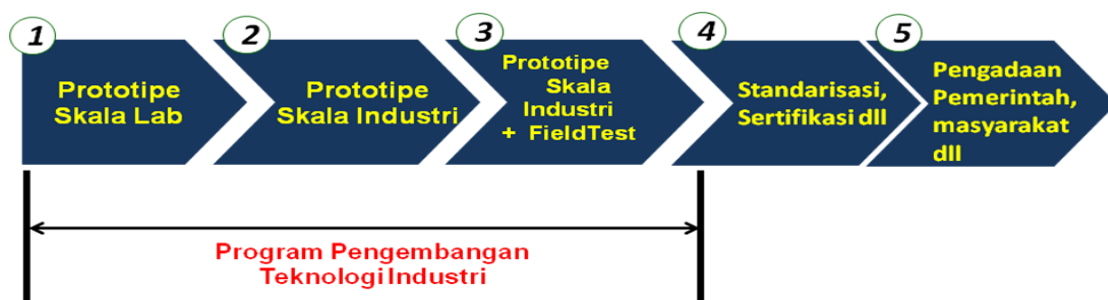 1
Prototipe
Skala Lab
2
Prototipe
Skala Industri
3
Prototipe
Skala
Industri
+ FieldTest
4
Standarisasi,
Sertifikasi dll
5
Pengadaan
Pemerintah,
masyarakat
dll
Program Pengembangan
Teknologi Industri